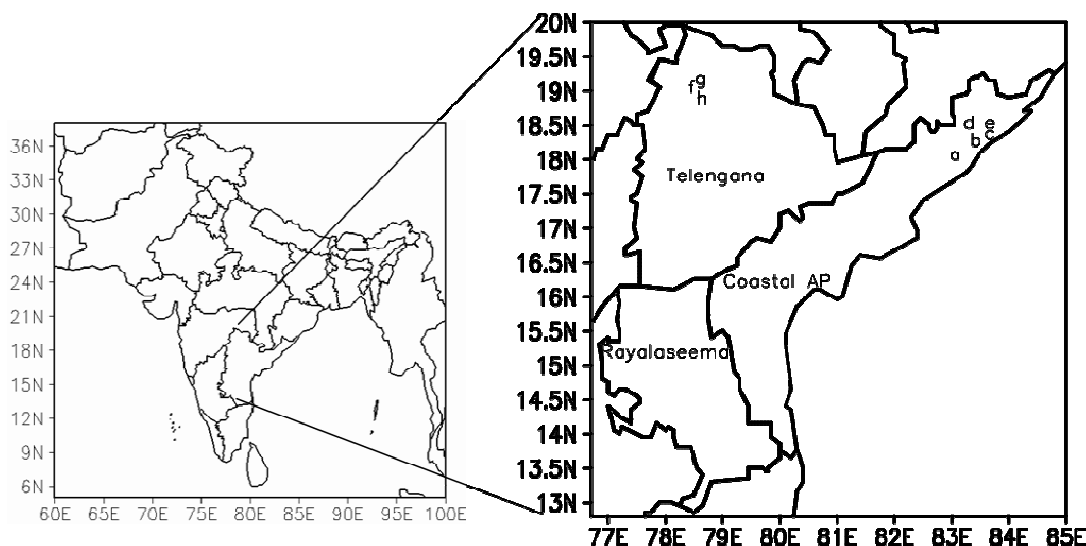 36N
33N
30N
27N
24N
21N
18N
15N
12N
9N
6N
60E 65E 70E 75E 80E 85E 90E 95E 100E
20N
19.5N
19N
18.5N
18N
17.5N
17N
16.5N
16N
15.5N
15N
14.5N
14N
13.5N
13N
f g
h
d e
b c
a
Telengana
Coastal AP
Rayalaseema
77E 78E 79E 80E 81E 82E 83E 84E 85E